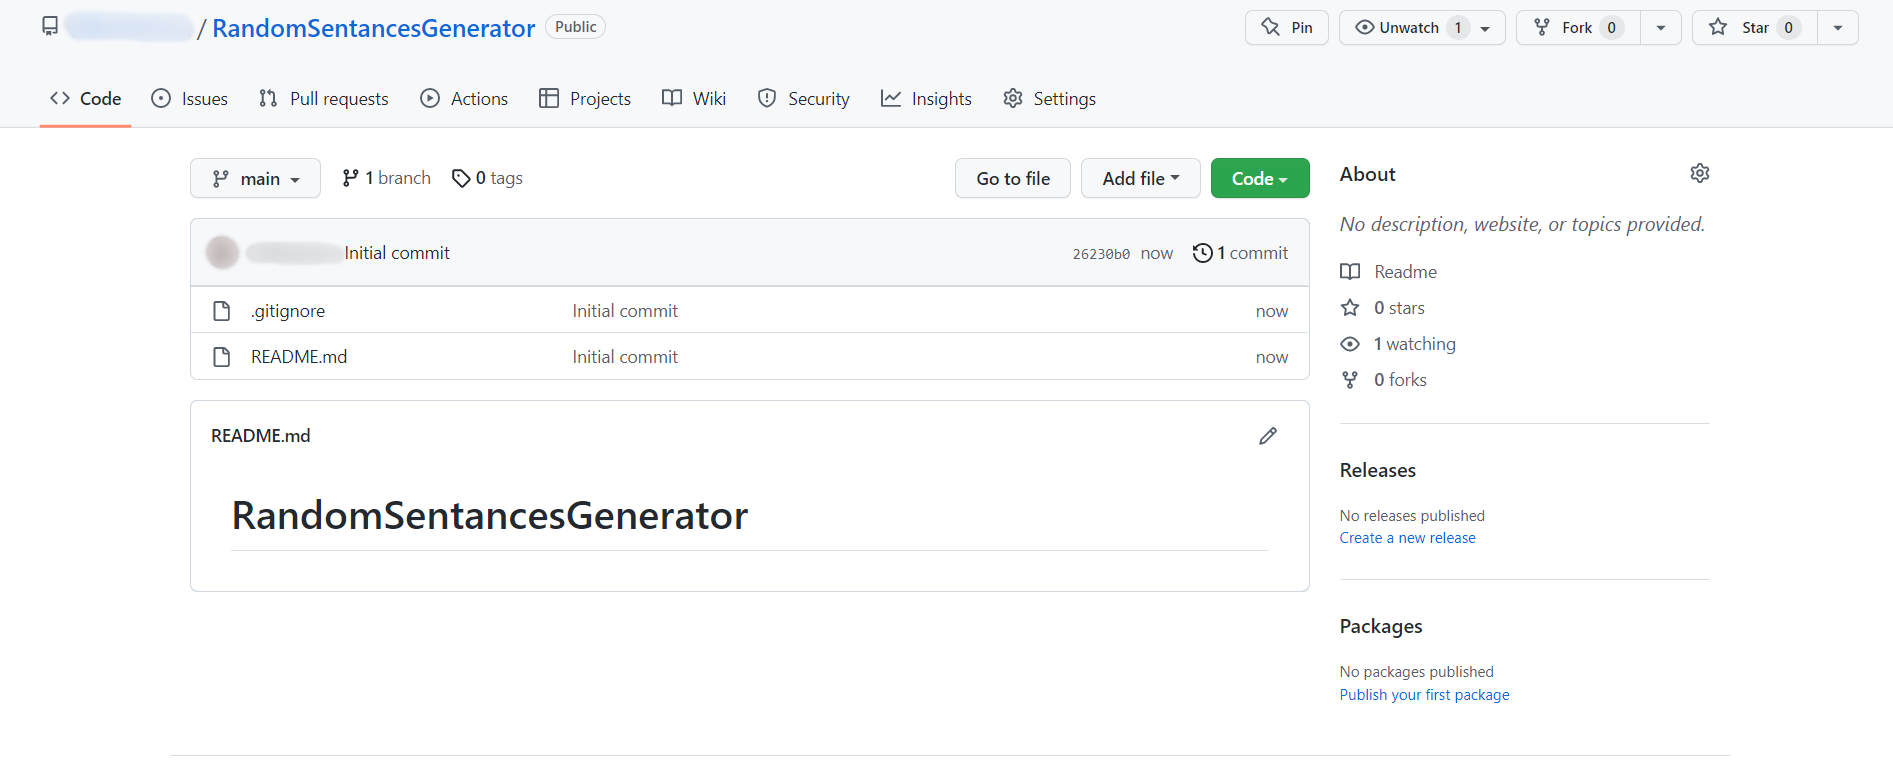 / RandomSentancesGenerator Public
Pin Unwatch 1 Fork 0 Star 0
Code Issues Pull requests Actions Projects Wiki Security Insights Settings
main 1 branch 0 tags Go to file Add file Code
Initial commit 26230b0 now 1 commit
.gitignore Initial commit now
README.md Initial commit now
README.md
RandomSentancesGenerator
About
No description, website, or topics provided.
Readme
0 stars
1 watching
0 forks
Releases
No releases published
Create a new release
Packages
No packages published
Publish your first package